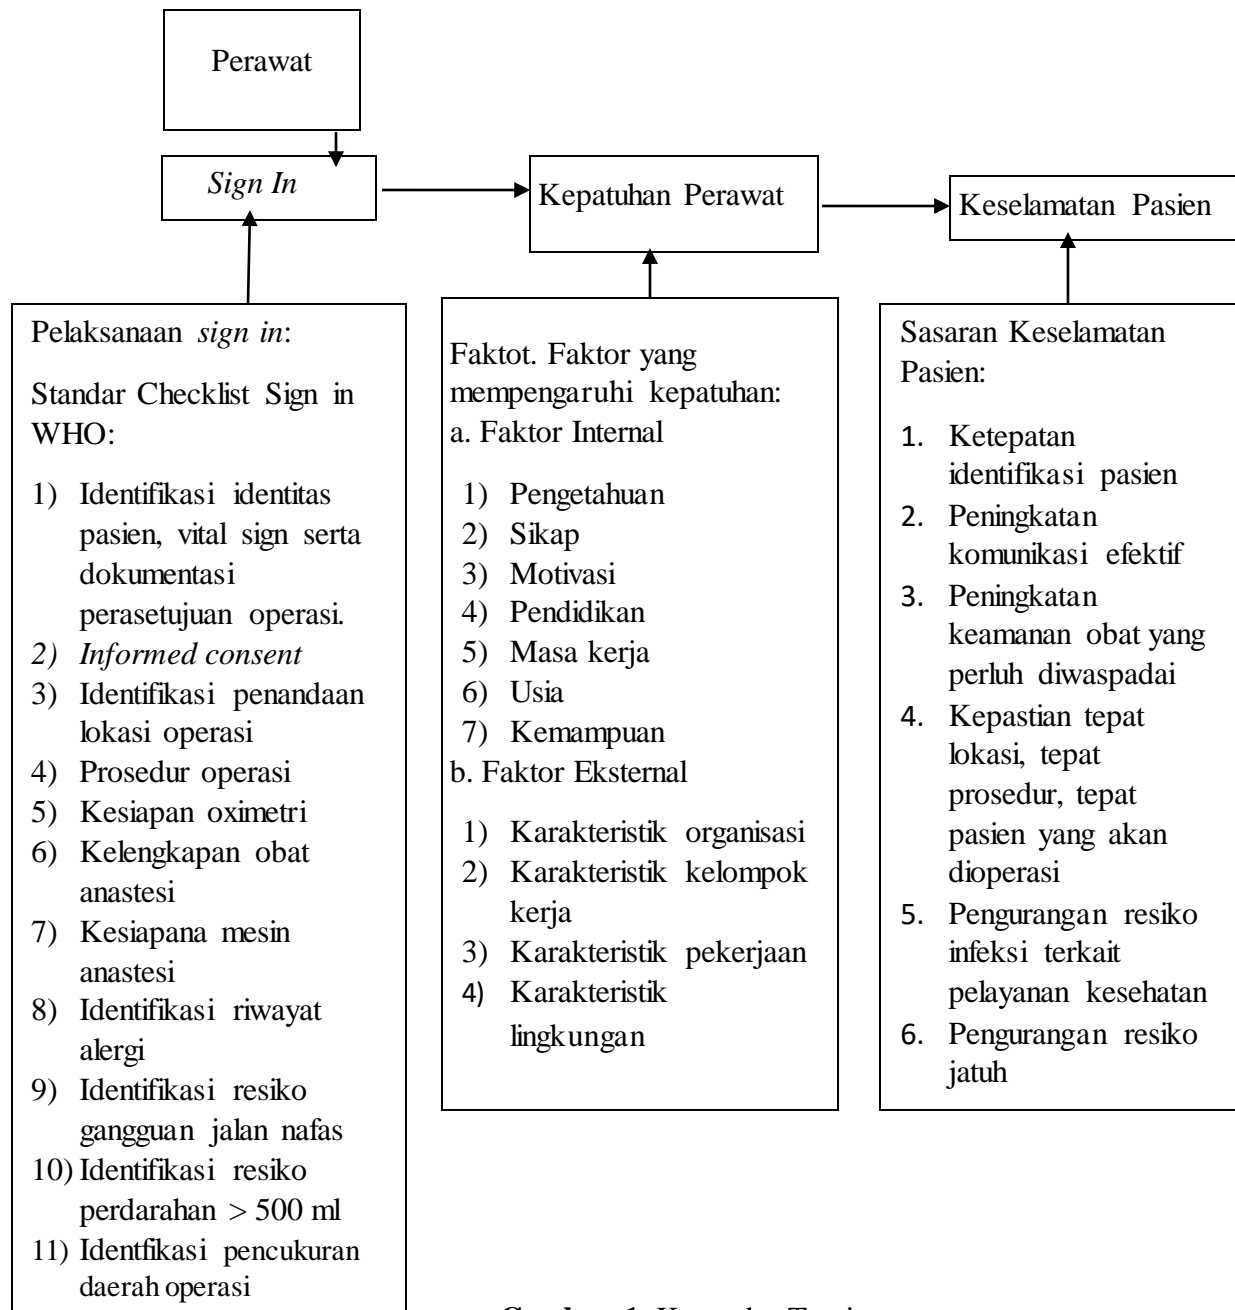 Perawat
Sign In
Kepatuhan Perawat
Keselamatan Pasien
Pelaksanaan sign in:
Standar Checklist Sign in
WHO:
1) Identifikasi identitas
pasien, vital sign serta
dokumentasi
perasetujuan operasi.
2) Informed consent
3) Identifikasi penandaan
lokasi operasi
4) Prosedur operasi
5) Kesiapan oximetri
6) Kelengkapan obat
anastesi
7) Kesiapana mesin
anastesi
8) Identifikasi riwayat
alergi
9) Identifikasi resiko
gangguan jalan nafas
10) Identifikasi resiko
perdarahan > 500 ml
11) Identfikasi pencukuran
daerah operasi
Faktot. Faktor yang
mempengaruhi kepatuhan:
a. Faktor Internal
1) Pengetahuan
2) Sikap
3) Motivasi
4) Pendidikan
5) Masa kerja
6) Usia
7) Kemampuan
b. Faktor Eksternal
1) Karakteristik organisasi
2) Karakteristik kelompok
kerja
3) Karakteristik pekerjaan
4) Karakteristik
lingkungan
Sasaran Keselamatan
Pasien:
1. Ketepatan
identifikasi pasien
2. Peningkatan
komunikasi efektif
3. Peningkatan
keamanan obat yang
perluh diwaspadai
4. Kepastian tepat
lokasi, tepat
prosedur, tepat
pasien yang akan
dioperasi
5. Pengurangan resiko
infeksi terkait
pelayanan kesehatan
6. Pengurangan resiko
jatuh